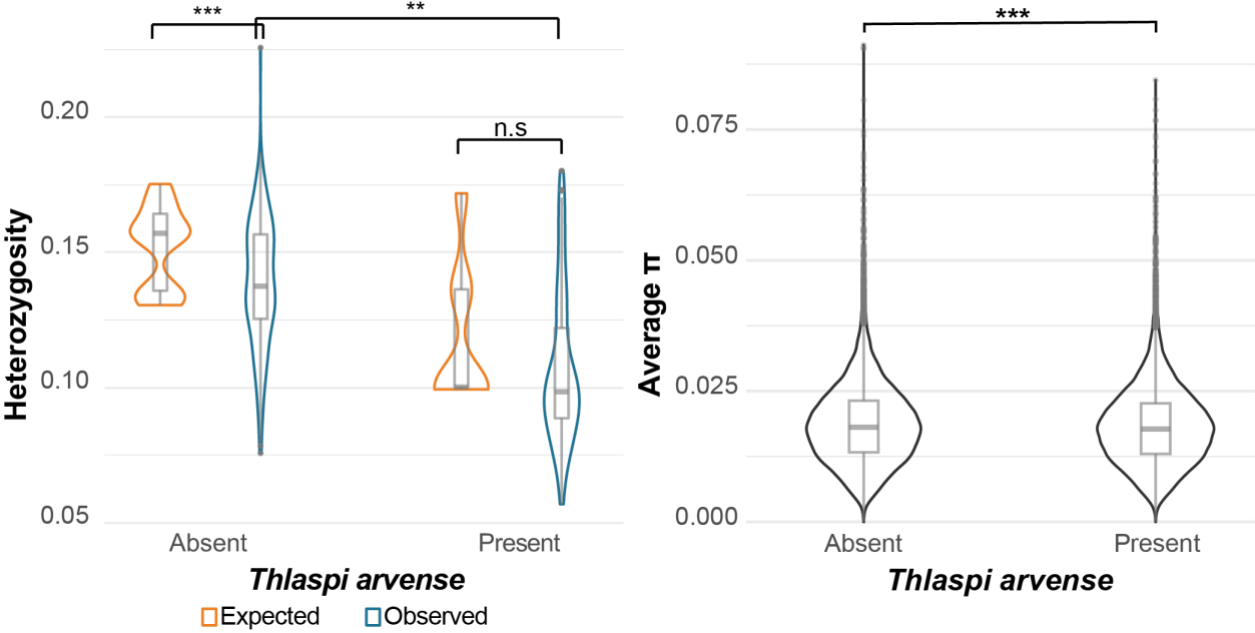 *** **
n.s
Heterozygosity
0.20
0.15
0.10
0.05
Absent Present
Thlaspi arvense
Expected Observed
***
Average π
0.075
0.050
0.025
0.000
Absent Present
Thlaspi arvense